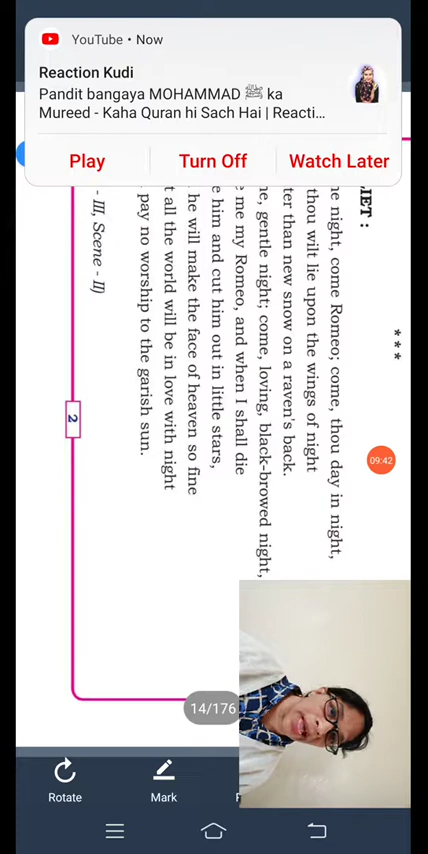 YouTube • Now
Reaction Kudi
Pandit bangaya MOHAMMAD ﷺ ka
Mureed - Kaha Quran hi Sach Hai | Reacti...
Play
Turn Off
Watch Later
* * *
IET :
e night, come Romeo; come, thou day in night,
thou wilt lie upon the wings of night
ter than new snow on a raven's back.
e, gentle night; come, loving, black-browed night,
e me my Romeo, and when I shall die
e him and cut him out in little stars,
he will make the face of heaven so fine
t all the world will be in love with night
pay no worship to the garish sun.
- III, Scene - II)
2
09:42
14/176
Rotate
Mark